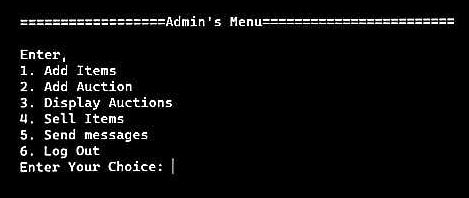 ==================Admin's Menu========================
Enter,
1. Add Items
2. Add Auction
3. Display Auctions
4. Sell Items
5. Send messages
6. Log Out
Enter Your Choice: